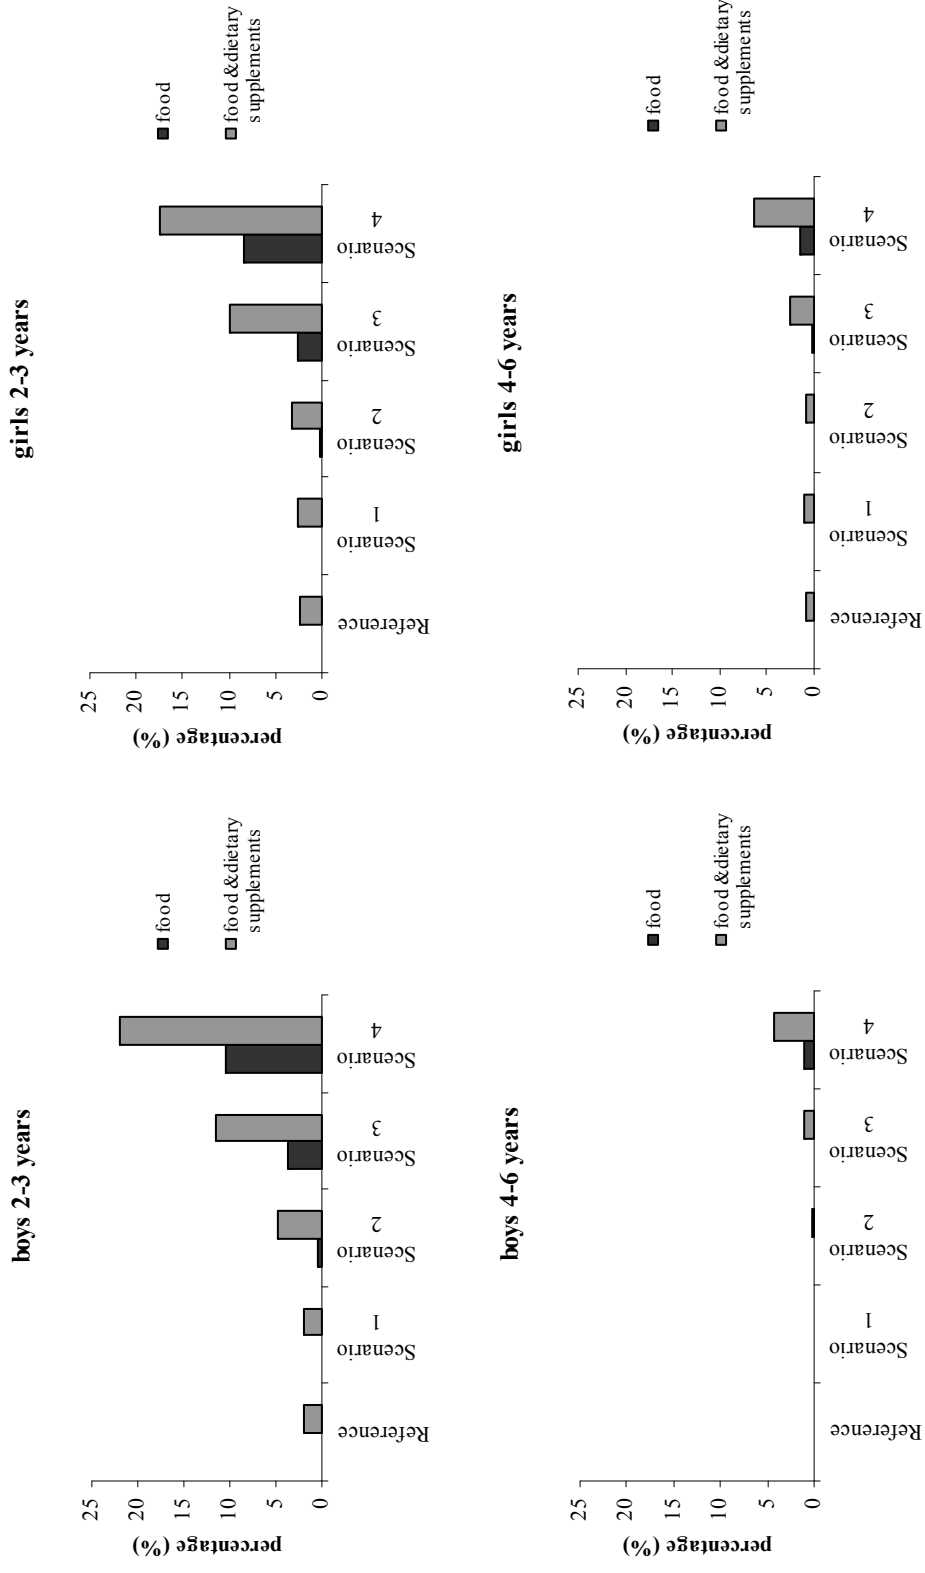 boys 2-3 years
percentage (%)
25
20
15
10
5
0
Reference
Scenario
1
Scenario
2
Scenario
3
Scenario
4
food
food &dietary
supplements
girls 2-3 years
percentage (%)
25
20
15
10
5
0
Reference
Scenario
1
Scenario
2
Scenario
3
Scenario
4
food
food &dietary
supplements
boys 4-6 years
percentage (%)
25
20
15
10
5
0
Reference
Scenario
1
Scenario
2
Scenario
3
Scenario
4
food
food &dietary
supplements
girls 4-6 years
percentage (%)
25
20
15
10
5
0
Reference
Scenario
1
Scenario
2
Scenario
3
Scenario
4
food
food &dietary
supplements